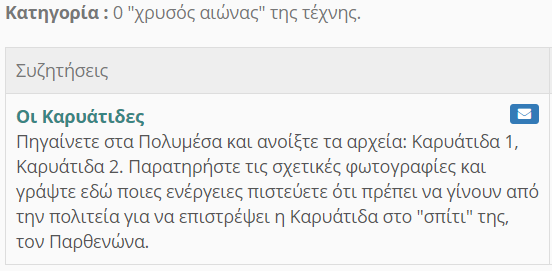 Κατηγορία : 0 "χρυσός αιώνας" της τέχνης.
Συζητήσεις
Οι Καρυάτιδες
Πηγαίνετε στα Πολυμέσα και ανοίξτε τα αρχεία: Καρυάτιδα 1,
Καρυάτιδα 2. Παρατηρήστε τις σχετικές φωτογραφίες και
γράψτε εδώ ποιες ενέργειες πιστεύετε ότι πρέπει να γίνουν από
την πολιτεία για να επιστρέψει η Καρυάτιδα στο "σπίτι" της,
τον Παρθενώνα.